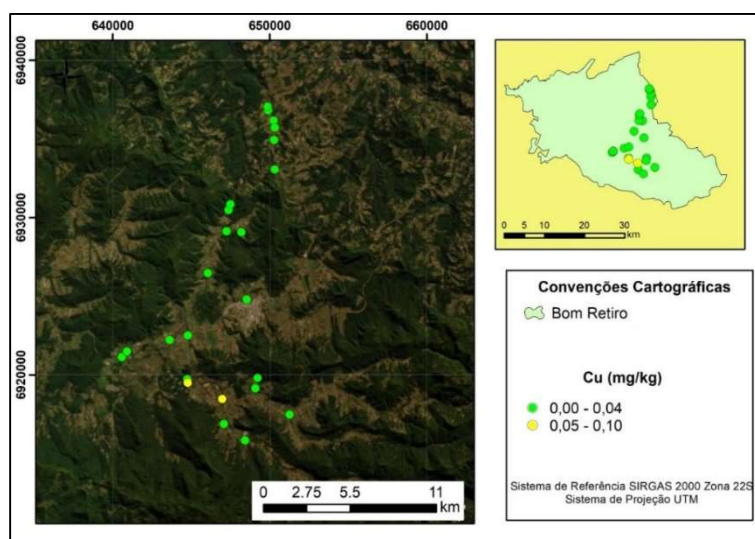 640000
650000
660000
6940000
6930000
6920000
0 2.75 5.5 11
km
0 5 10 20 30
km
Convenções Cartográficas
Bom Retiro
Cu (mg/kg)
0,00 - 0,04
0,05 - 0,10
Sistema de Referência SIRGAS 2000 Zona 22S
Sistema de Projeção UTM